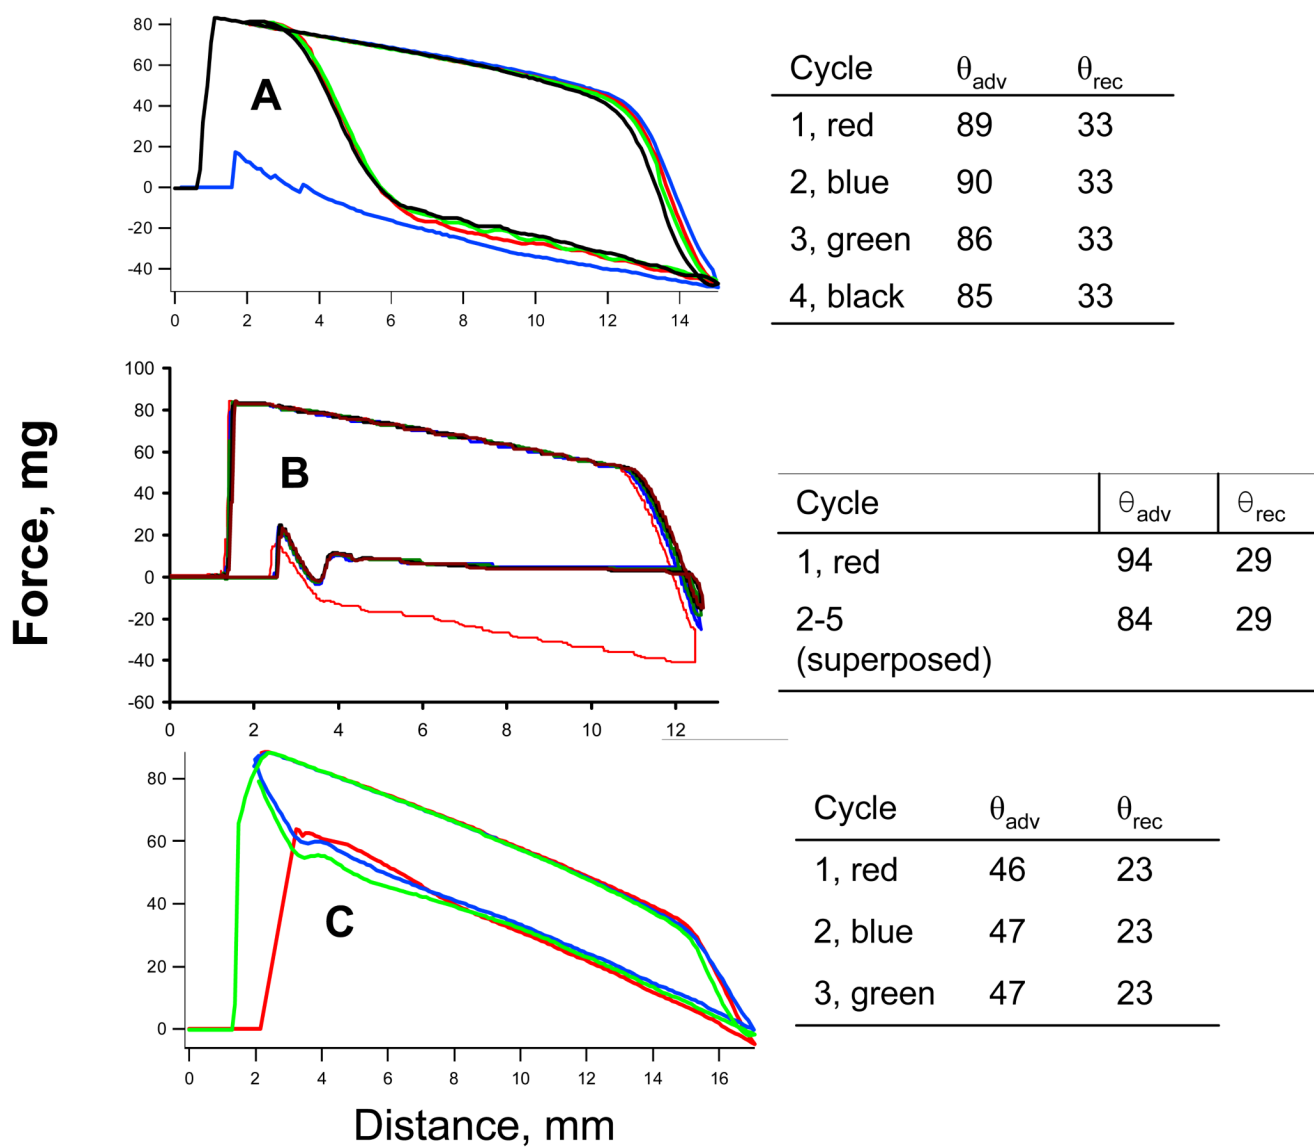 Force, mg
80
60
40
20
0
-20
-40
A
0 2 4 6 8 10 12 14
Cycle θadv θrec
1, red 89 33
2, blue 90 33
3, green 86 33
4, black 85 33
100
80
60
40
20
0
-20
-40
-60
B
0 2 4 6 8 10 12
Cycle θadv θrec
1, red 94 29
2-5 84 29
(superposed)
80
60
40
20
0
C
0 2 4 6 8 10 12 14 16
Distance, mm
Cycle θadv θrec
1, red 46 23
2, blue 47 23
3, green 47 23